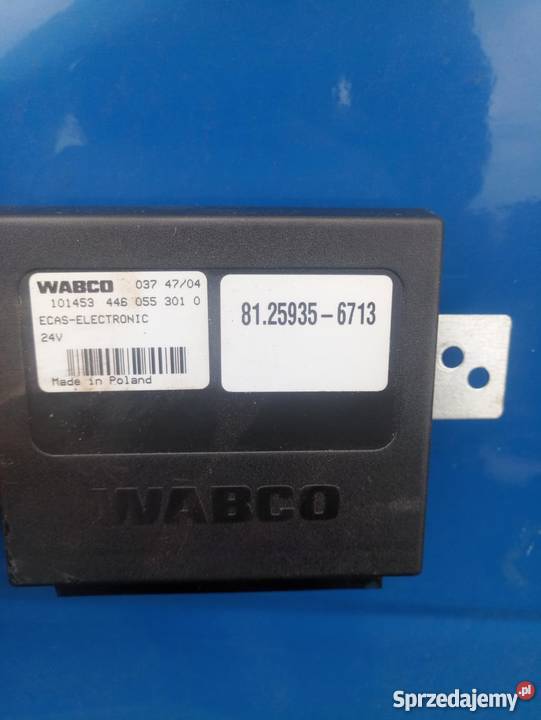 WABCO 037 47/04
101453 446 055 301 0
ECAS-ELECTRONIC
24V
Made in Poland
81.25935-6713
WABCO
Sprzedajemy.pl